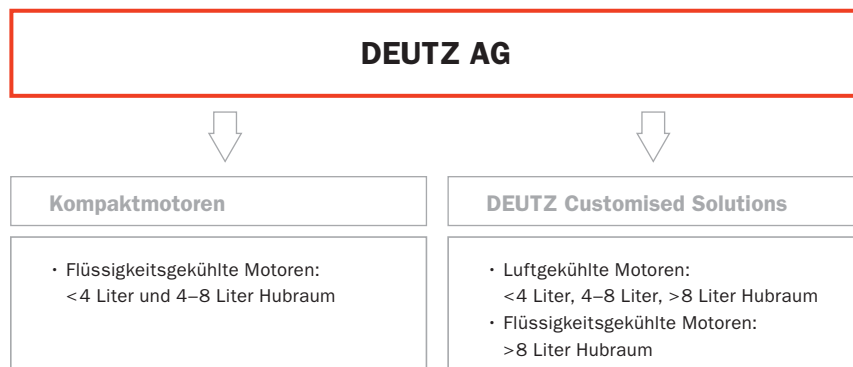 DEUTZ AG
Kompaktmotoren
· Flüssigkeitsgekühlte Motoren:
<4 Liter und 4–8 Liter Hubraum
DEUTZ Customised Solutions
· Luftgekühlte Motoren:
<4 Liter, 4–8 Liter, >8 Liter Hubraum
· Flüssigkeitsgekühlte Motoren:
>8 Liter Hubraum